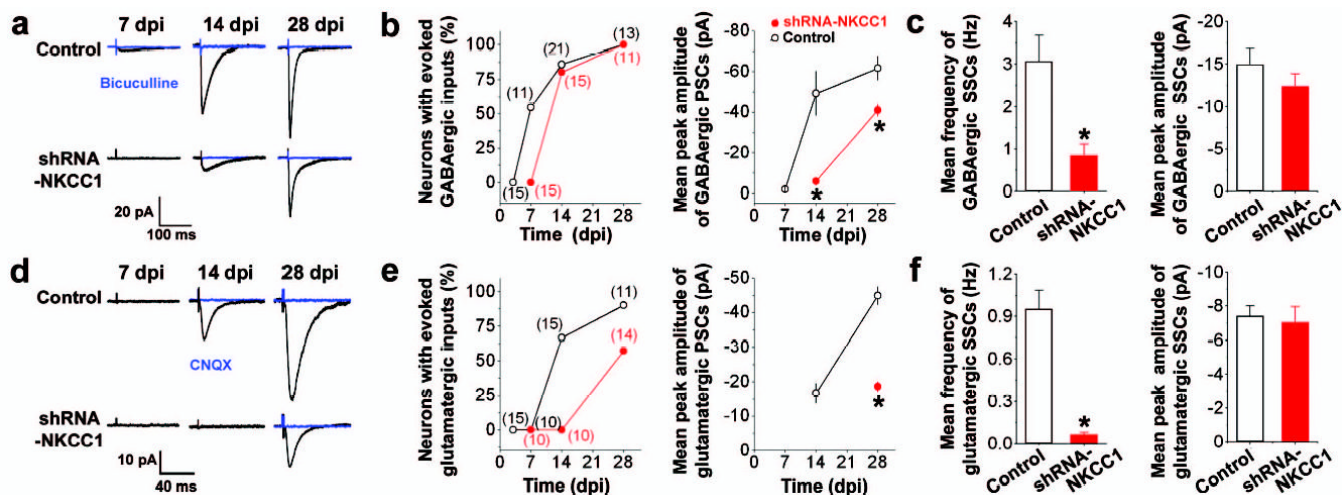 a
7 dpi 14 dpi 28 dpi
Control
Bicuculline
shRNA
-NKCC1
20 pA
100 ms
b
Neurons with evoked
GABAergic inputs (%)
100
75
50
25
0
(15)
(11)
(21)
(13)
(15)
(15)
(11)
0 7 14 28
Time (dpi)
Mean peak amplitude
of GABAergic PSCs (pA)
shRNA-NKCC1
Control
-80
-60
-40
-20
0
*
*
0 7 14 28
Time (dpi)
c
Mean frequency of
GABAergic SSCs (Hz)
4
3
2
1
0
*
Control
shRNA-
NKCC1
Mean peak amplitude
of GABAergic SSCs (pA)
-20
-15
-10
-5
0
Control
shRNA-
NKCC1
d
7 dpi 14 dpi 28 dpi
Control
CNQX
shRNA
-NKCC1
10 pA
40 ms
e
Neurons with evoked
glutamatergic inputs (%)
100
75
50
25
0
(15)
(10)
(15)
(11)
(10)
(10)
(14)
0 7 14 28
Time (dpi)
Mean peak amplitude of
glutamatergic PSCs (pA)
-50
-40
-30
-20
-10
0
*
0 7 14 28
Time (dpi)
f
Mean frequency of
glutamatergic SSCs (Hz)
1.2
0.9
0.6
0.3
0.0
*
Control
shRNA-
NKCC1
Mean peak amplitude of
glutamatergic SSCs (pA)
-10
-8
-6
-4
-2
0
Control
shRNA-
NKCC1